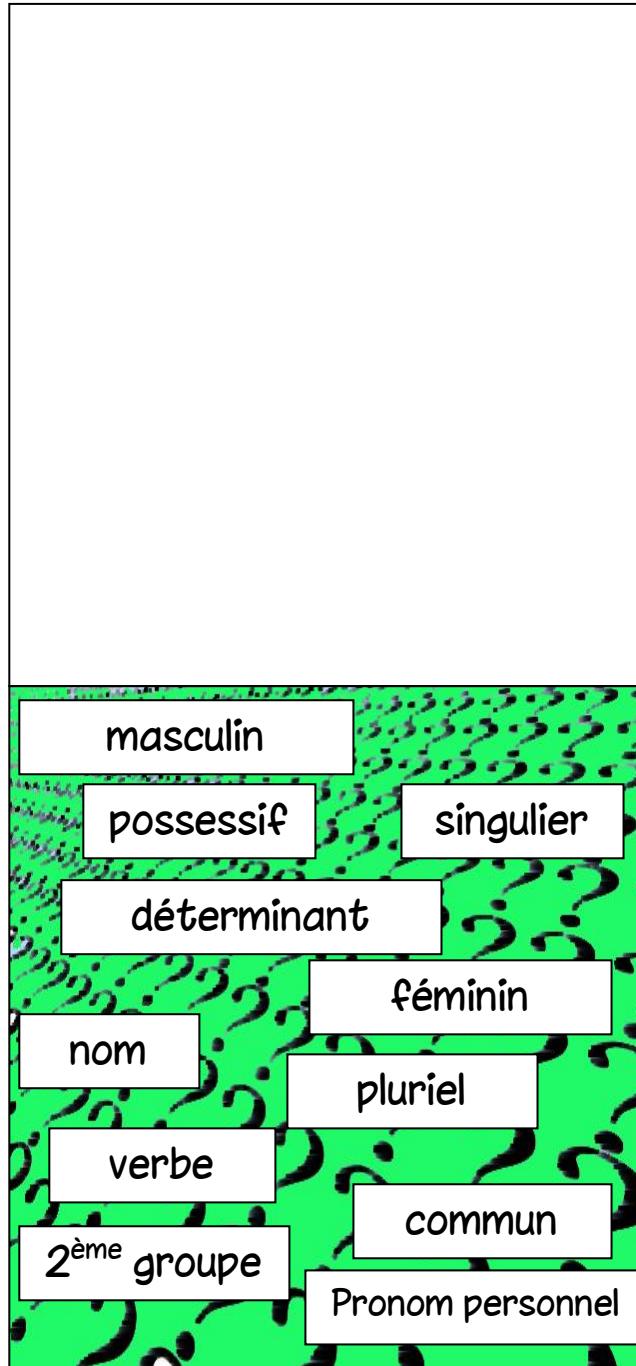 masculin
possessif
singulier
déterminant
féminin
nom
pluriel
verbe
commun
2ème groupe
Pronom personnel